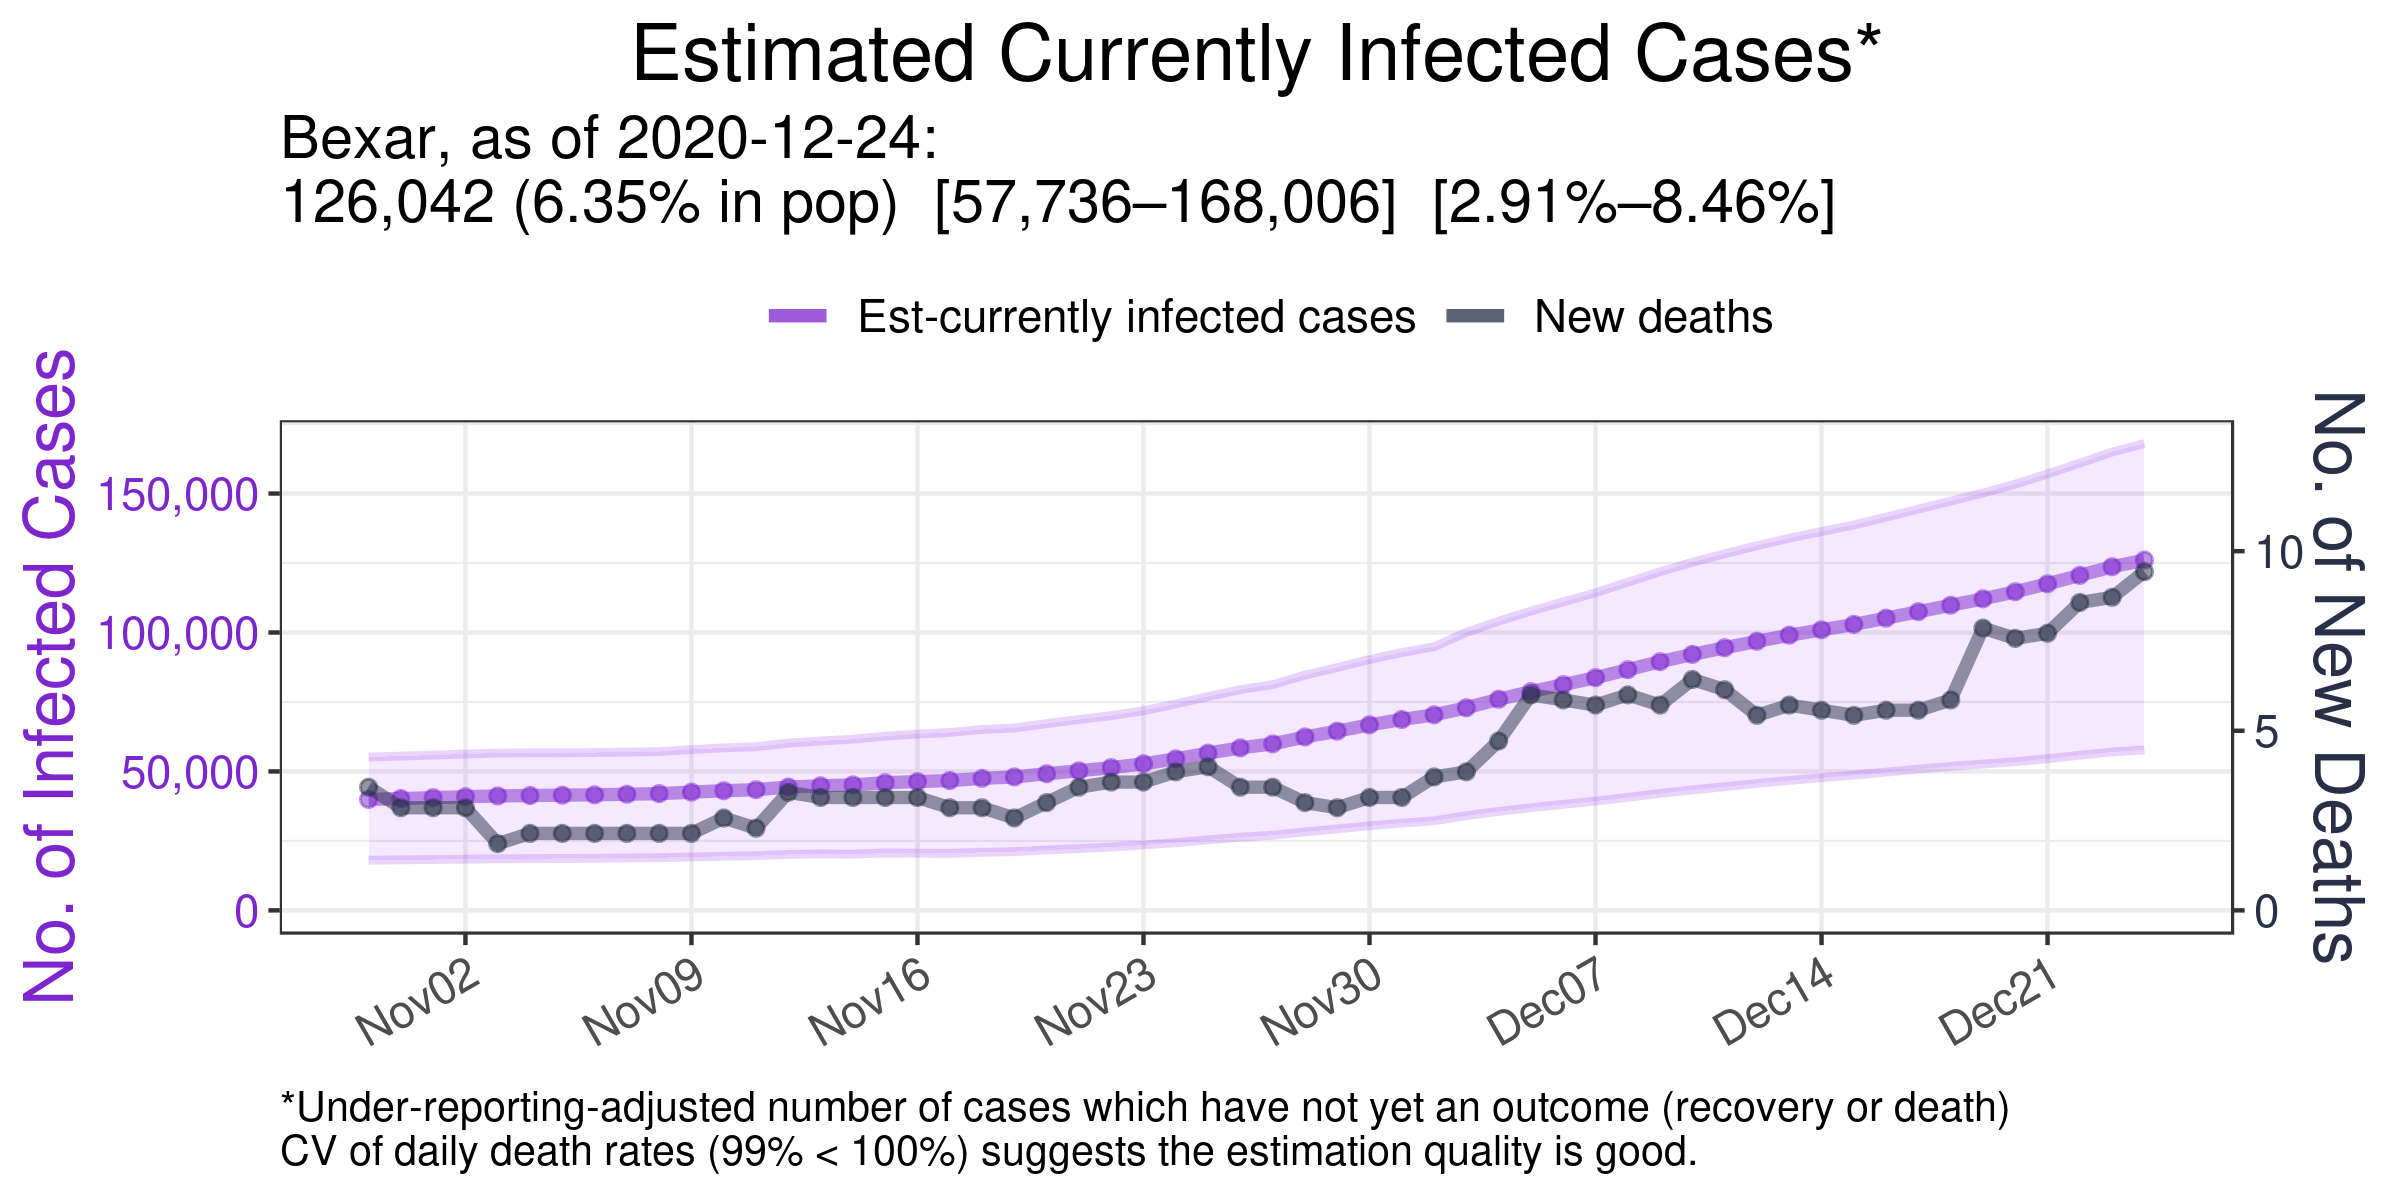 Estimated Currently Infected Cases*
Bexar, as of 2020-12-24:
126,042 (6.35% in pop)  [57,736–168,006]  [2.91%–8.46%]
Est-currently infected cases
New deaths
No. of Infected Cases
150,000
100,000
50,000
0
No. of New Deaths
10
5
0
Nov02
Nov09
Nov16
Nov23
Nov30
Dec07
Dec14
Dec21
*Under-reporting-adjusted number of cases which have not yet an outcome (recovery or death)
CV of daily death rates (99% < 100%) suggests the estimation quality is good.